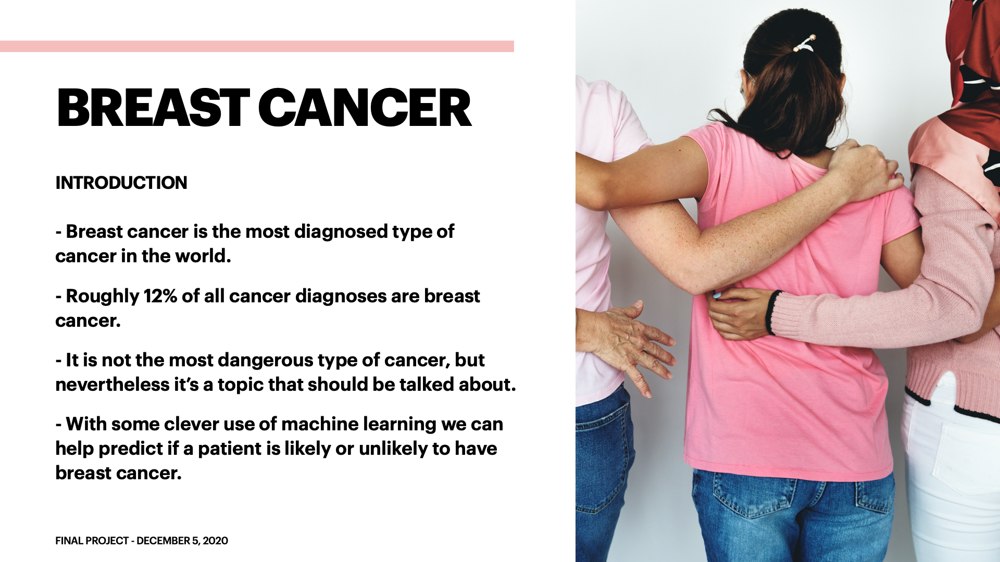 BREAST CANCER
INTRODUCTION
- Breast cancer is the most diagnosed type of
cancer in the world.
- Roughly 12% of all cancer diagnoses are breast
cancer.
- It is not the most dangerous type of cancer, but
nevertheless it’s a topic that should be talked about.
- With some clever use of machine learning we can
help predict if a patient is likely or unlikely to have
breast cancer.
FINAL PROJECT - DECEMBER 5, 2020